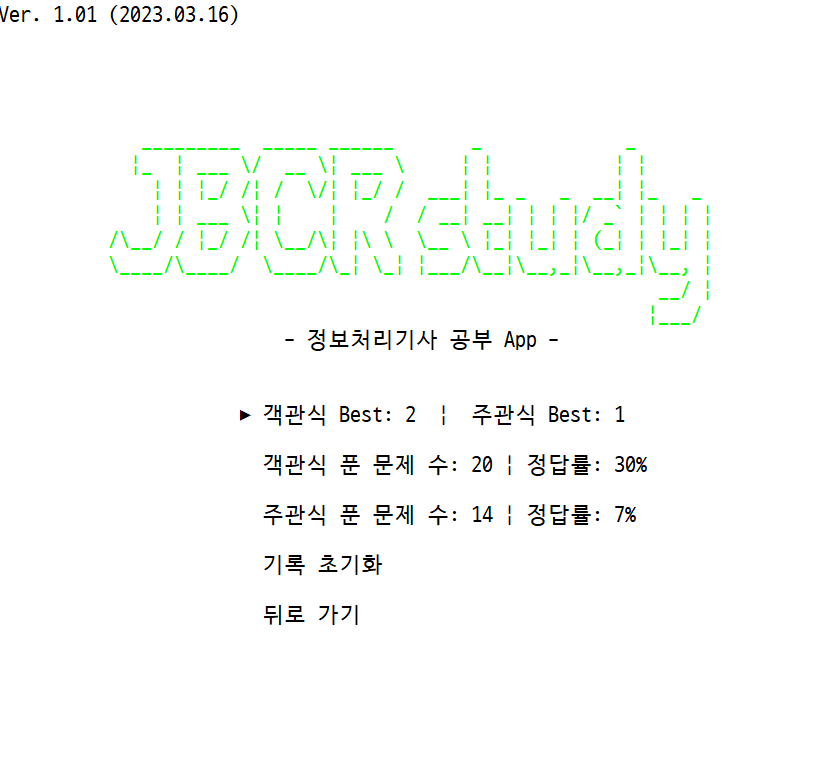 Ver. 1.01 (2023.03.16)
JBCR study
- 정보처리기사 공부 App -
► 객관식 Best: 2 ¦ 주관식 Best: 1
객관식 푼 문제 수: 20 ¦ 정답률: 30%
주관식 푼 문제 수: 14 ¦ 정답률: 7%
기록 초기화
뒤로 가기